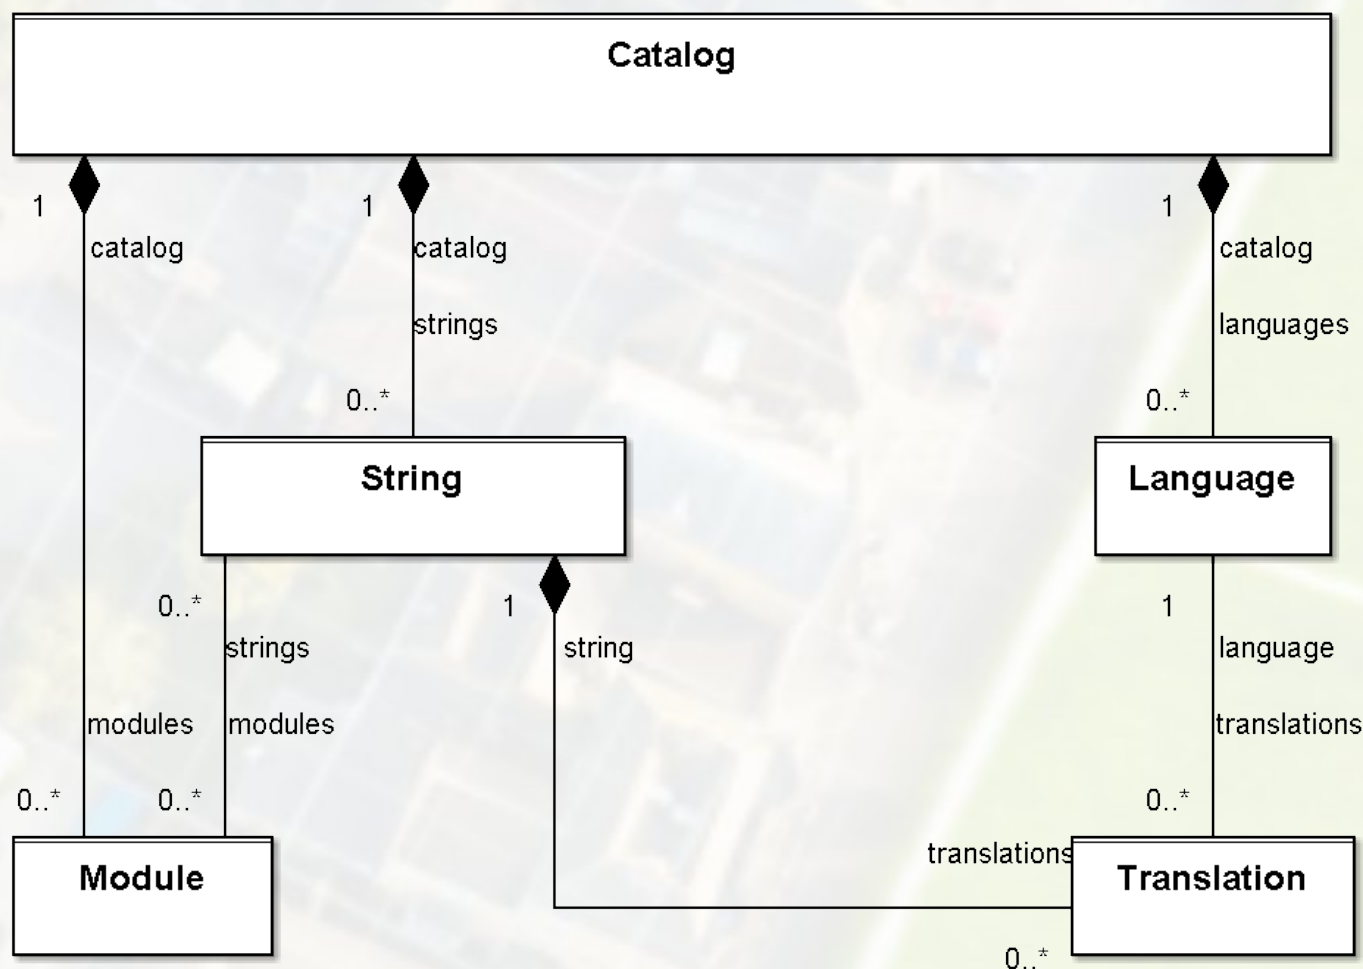 Catalog
1
1
1
catalog
catalog
catalog
strings
languages
0..*
0..*
String
Language
0..*
1
1
strings
string
language
modules
modules
translations
0..*
0..*
0..*
translations
Module
Translation
0..*